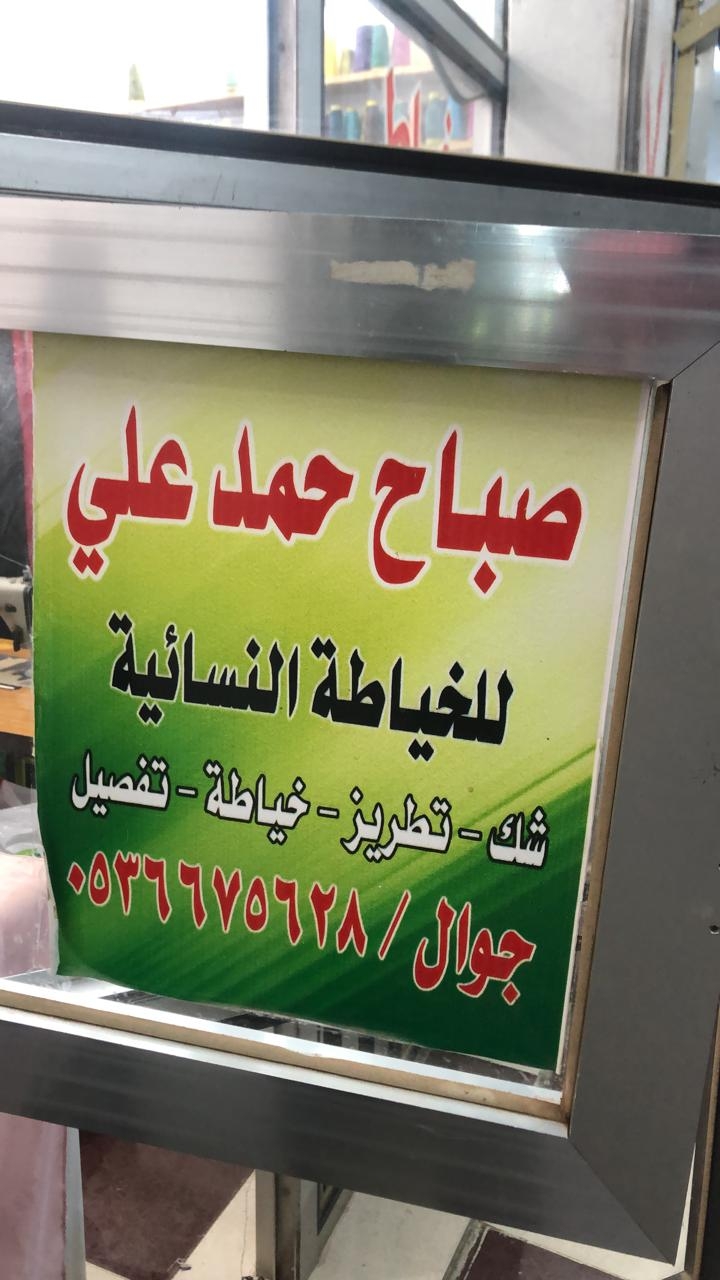 صباح حمد علي
للخياطة النسائية
شك - تطريز - خياطة - تفصيل
جوال / ٠٥٣٦٦٧٥٦٢٨